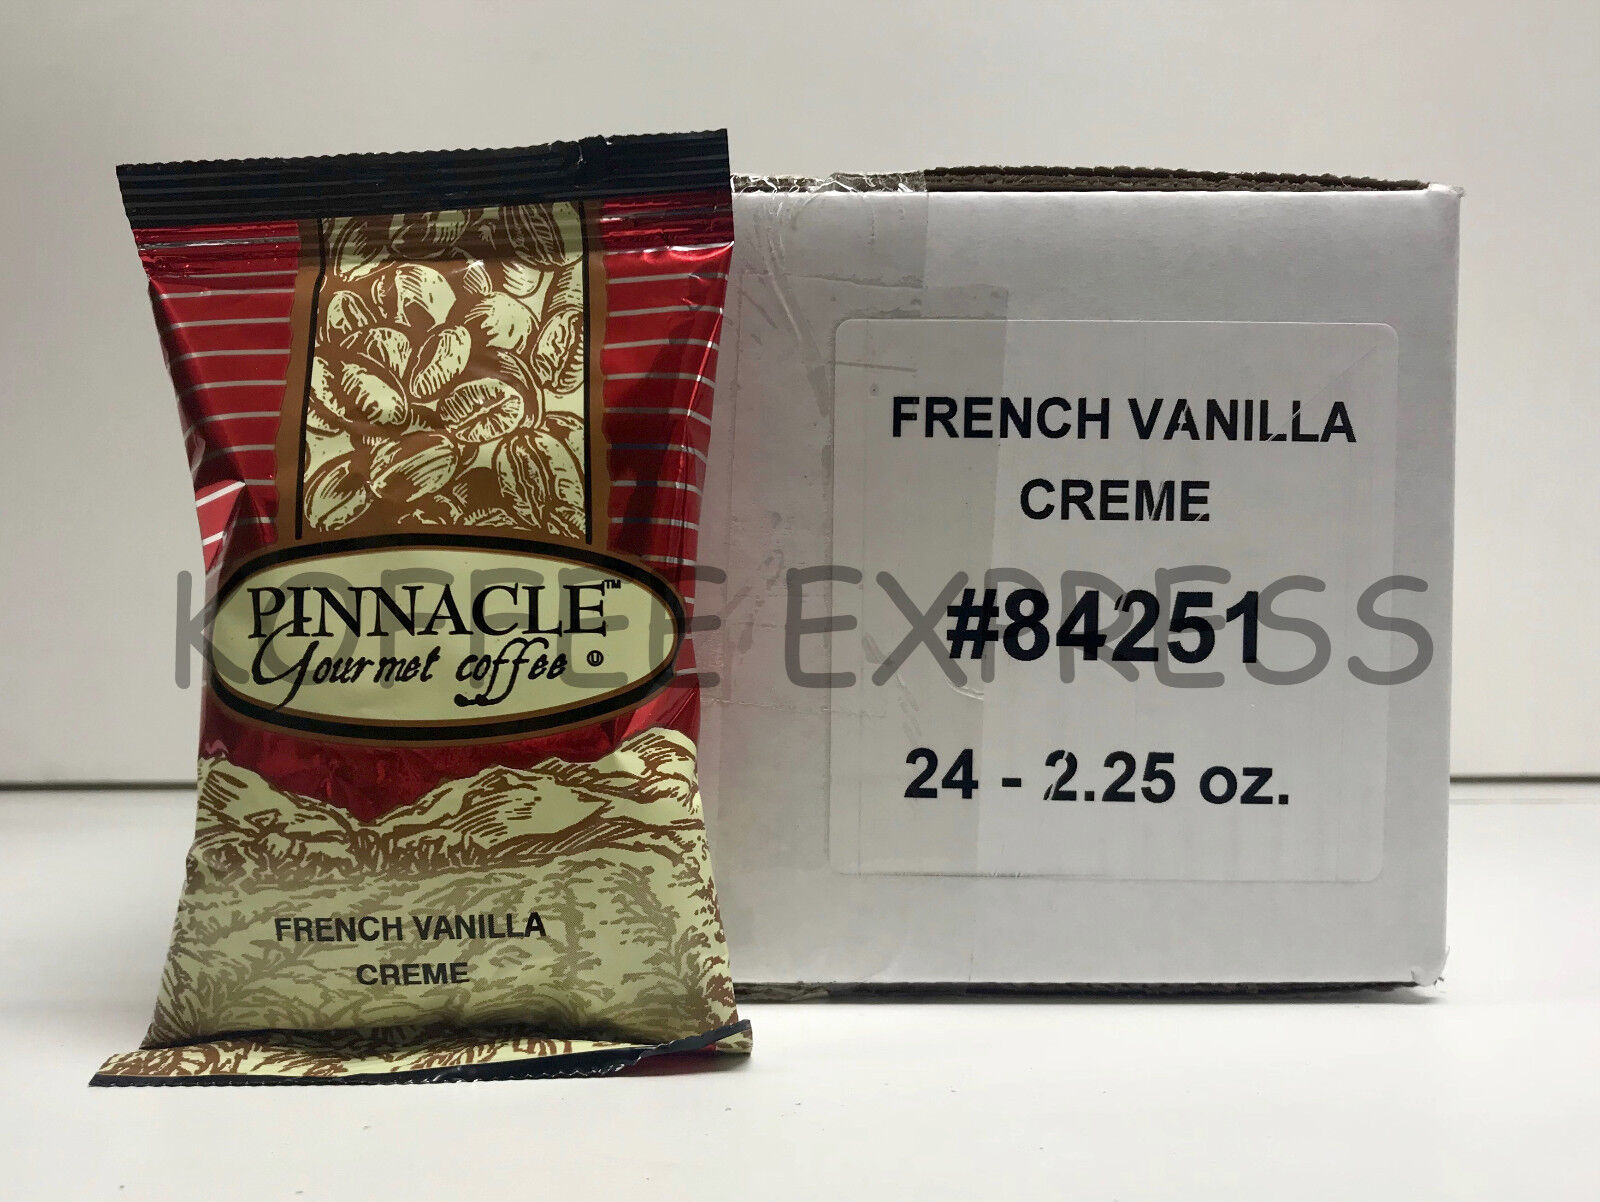 PINNACLE™
Gourmet coffee Ⓤ
FRENCH VANILLA
CREME
FRENCH VANILLA
CREME
#84251
24 - 2.25 oz.
KOFFEE EXPRESS